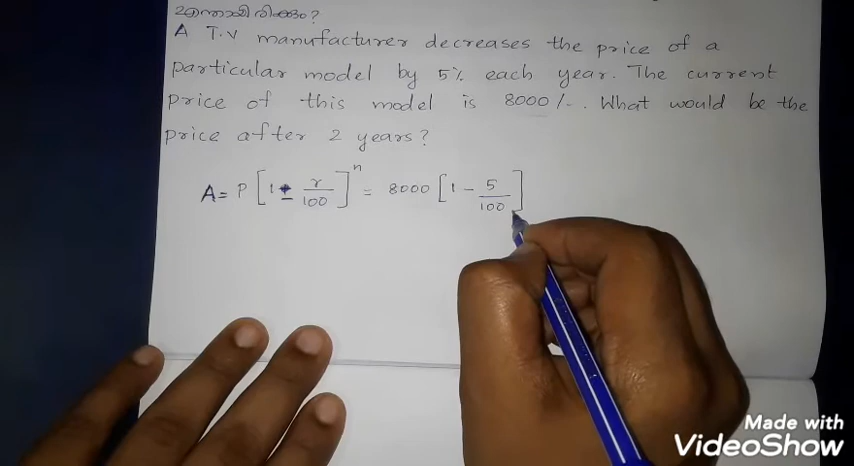 എന്തായിരിക്കും?
A T.V manufacturer decreases the price of a
particular model by 5% each year. The current
price of this model is 8000/-. What would be the
price after 2 years?
A = P [1 - r/100]^n = 8000 [1 - 5/100]
Made with
VideoShow